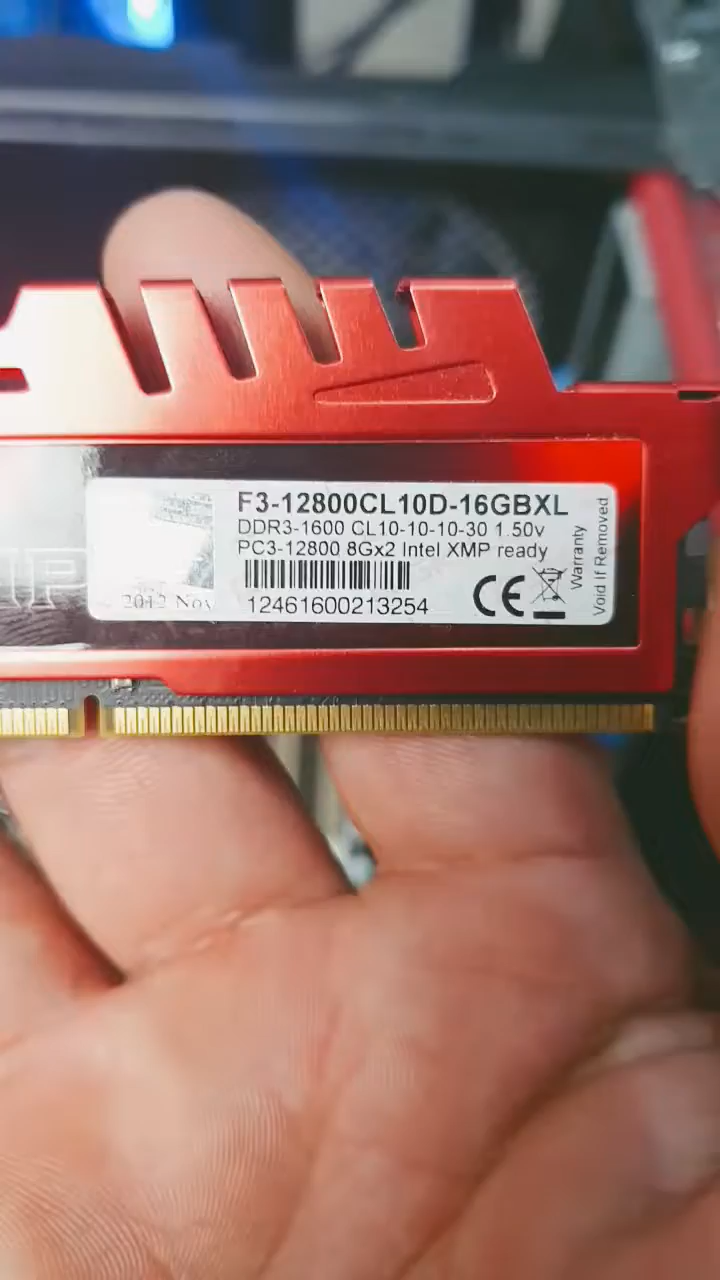 F3-12800CL10D-16GBXL
DDR3-1600 CL10-10-10-30 1.50v
PC3-12800 8Gx2 Intel XMP ready
2012 Nov
12461600213254
CE
Warranty
Void If Removed